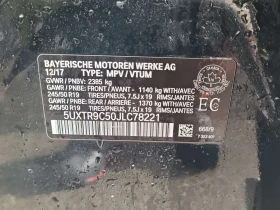 BAYERISCHE MOTOREN WERKE AG
12/17 TYPE: MPV / VTUM
GVWR / PNBV: 2385 kg
GAWR / PNBE: FRONT / AVANT - 1140 kg WITH/AVEC
245/50 R19 TIRES/PNEUS, 7.5J x 19 RIMS/JANTES
GAWR / PNBE: REAR / ARRIERE - 1370 kg WITH/AVEC
245/50 R19 TIRES/PNEUS, 7.5J x 19 RIMS/JANTES
EC
5UXTR9C50JLC78221
668/9